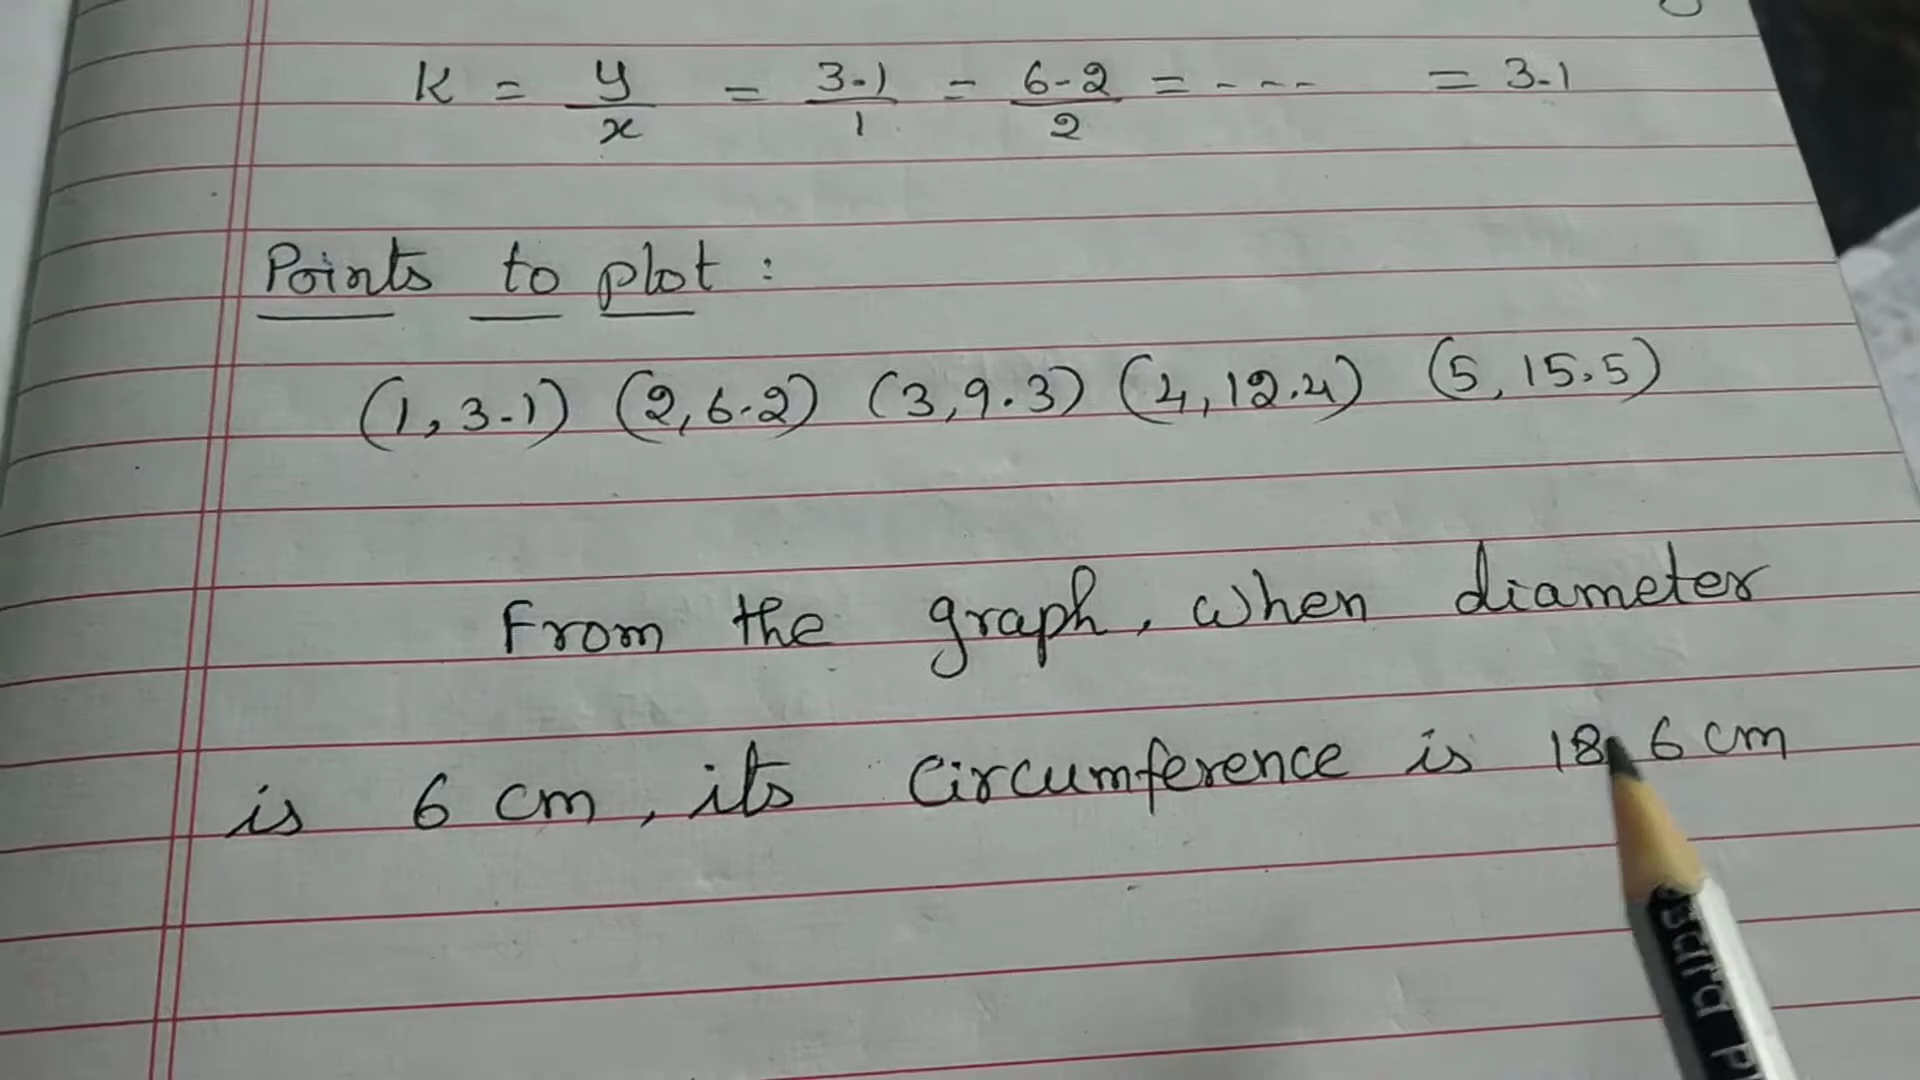 K = y/x = 3.1/1 = 6.2/2 = - - - - = 3.1
Points to plot :
(1, 3.1) (2, 6.2) (3, 9.3) (4, 12.4) (5, 15.5)
From the graph, when diameter
is 6 cm, its circumference is 18.6 cm